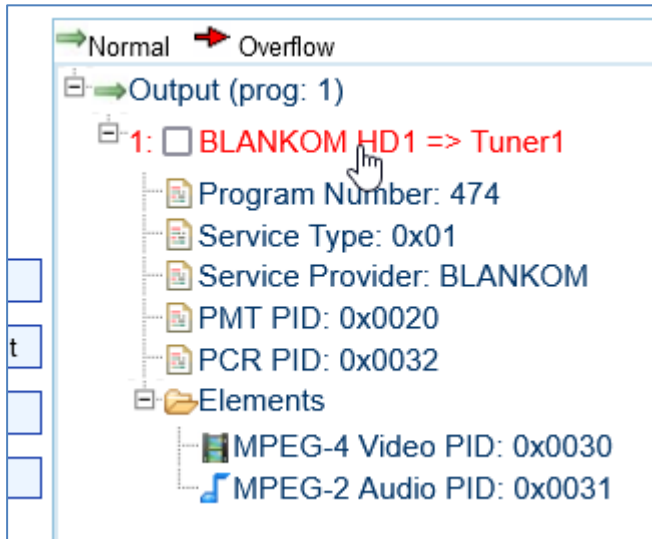 Normal Overflow
Output (prog: 1)
1: BLANKOM HD1 => Tuner1
Program Number: 474
Service Type: 0x01
Service Provider: BLANKOM
PMT PID: 0x0020
t
PCR PID: 0x0032
Elements
MPEG-4 Video PID: 0x0030
MPEG-2 Audio PID: 0x0031